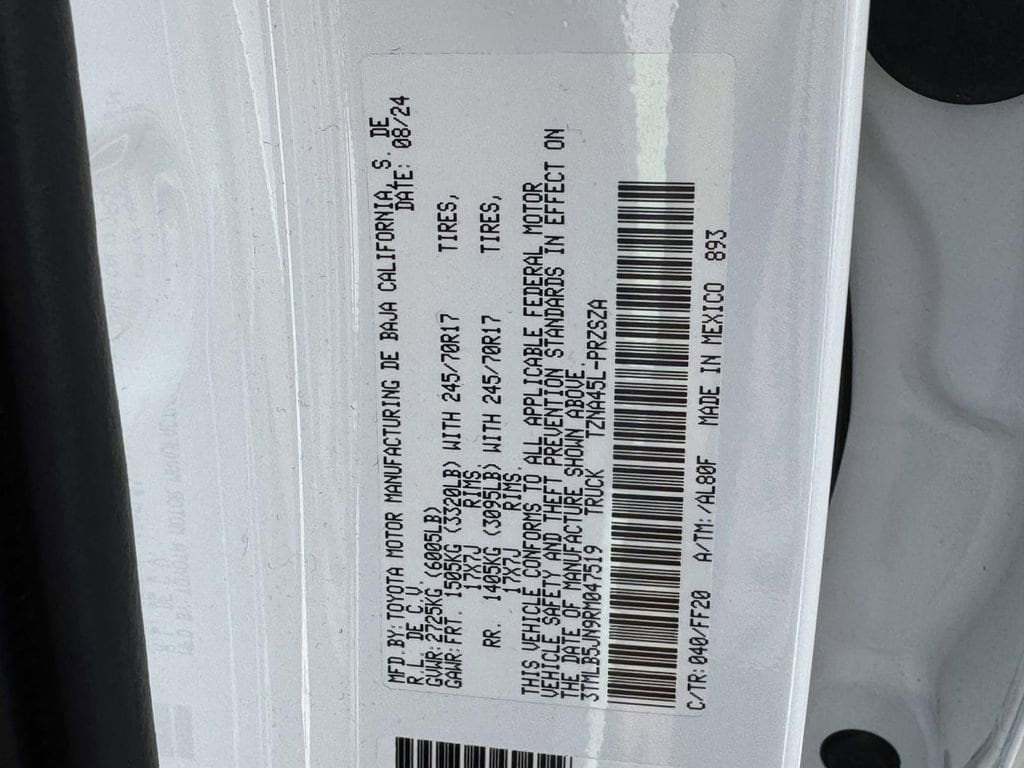 MFD.BY:TOYOTA MOTOR MANUFACTURING DE BAJA CALIFORNIA, S. DE
R.L. DE C.V. DATE: 08/24
GVWR:2725KG(6005LB)
GAWR:FRT. 1505KG (3320LB) WITH 245/70R17 TIRES,
17X7J RIMS.
RR. 1405KG (3095LB) WITH 245/70R17 TIRES,
17X7J RIMS.
THIS VEHICLE CONFORMS TO ALL APPLICABLE FEDERAL MOTOR
VEHICLE SAFETY AND THEFT PREVENTION STANDARDS IN EFFECT ON
THE DATE OF MANUFACTURE SHOWN ABOVE.
3TMLB5JN9RM047519 TRUCK TZNA45L-PRZSZA
C/TR:040/FF20 A/TM:/AL80F MADE IN MEXICO 893